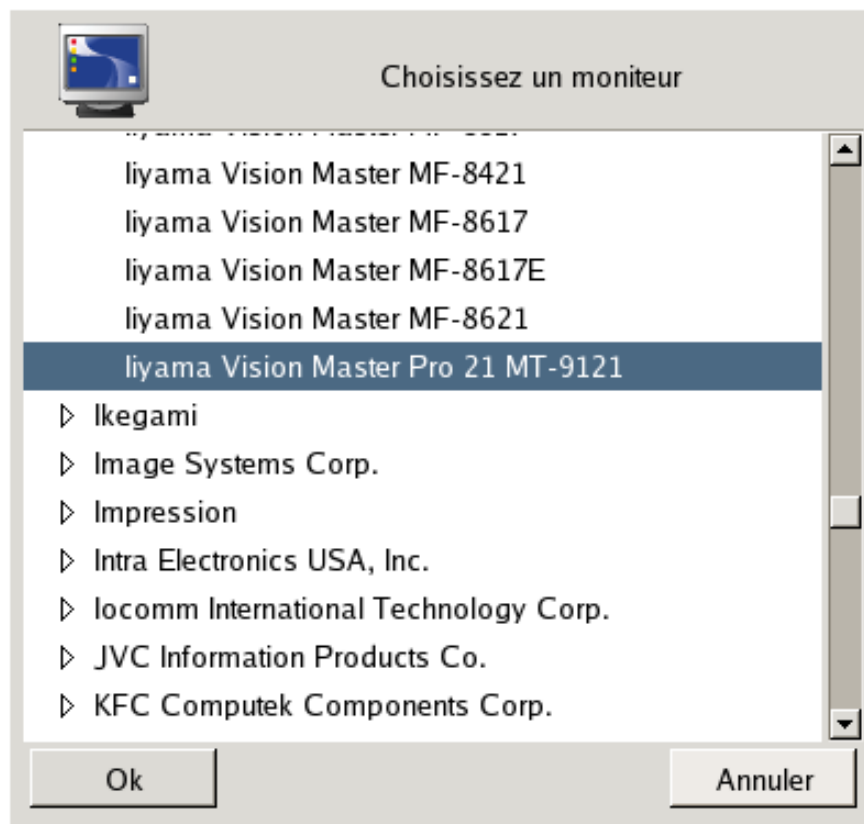 Choisissez un moniteur
Iiyama Vision Master MF-8421
Iiyama Vision Master MF-8617
Iiyama Vision Master MF-8617E
Iiyama Vision Master MF-8621
Iiyama Vision Master Pro 21 MT-9121
Ikegami
Image Systems Corp.
Impression
Intra Electronics USA, Inc.
Iocomm International Technology Corp.
JVC Information Products Co.
KFC Computek Components Corp.
Ok
Annuler